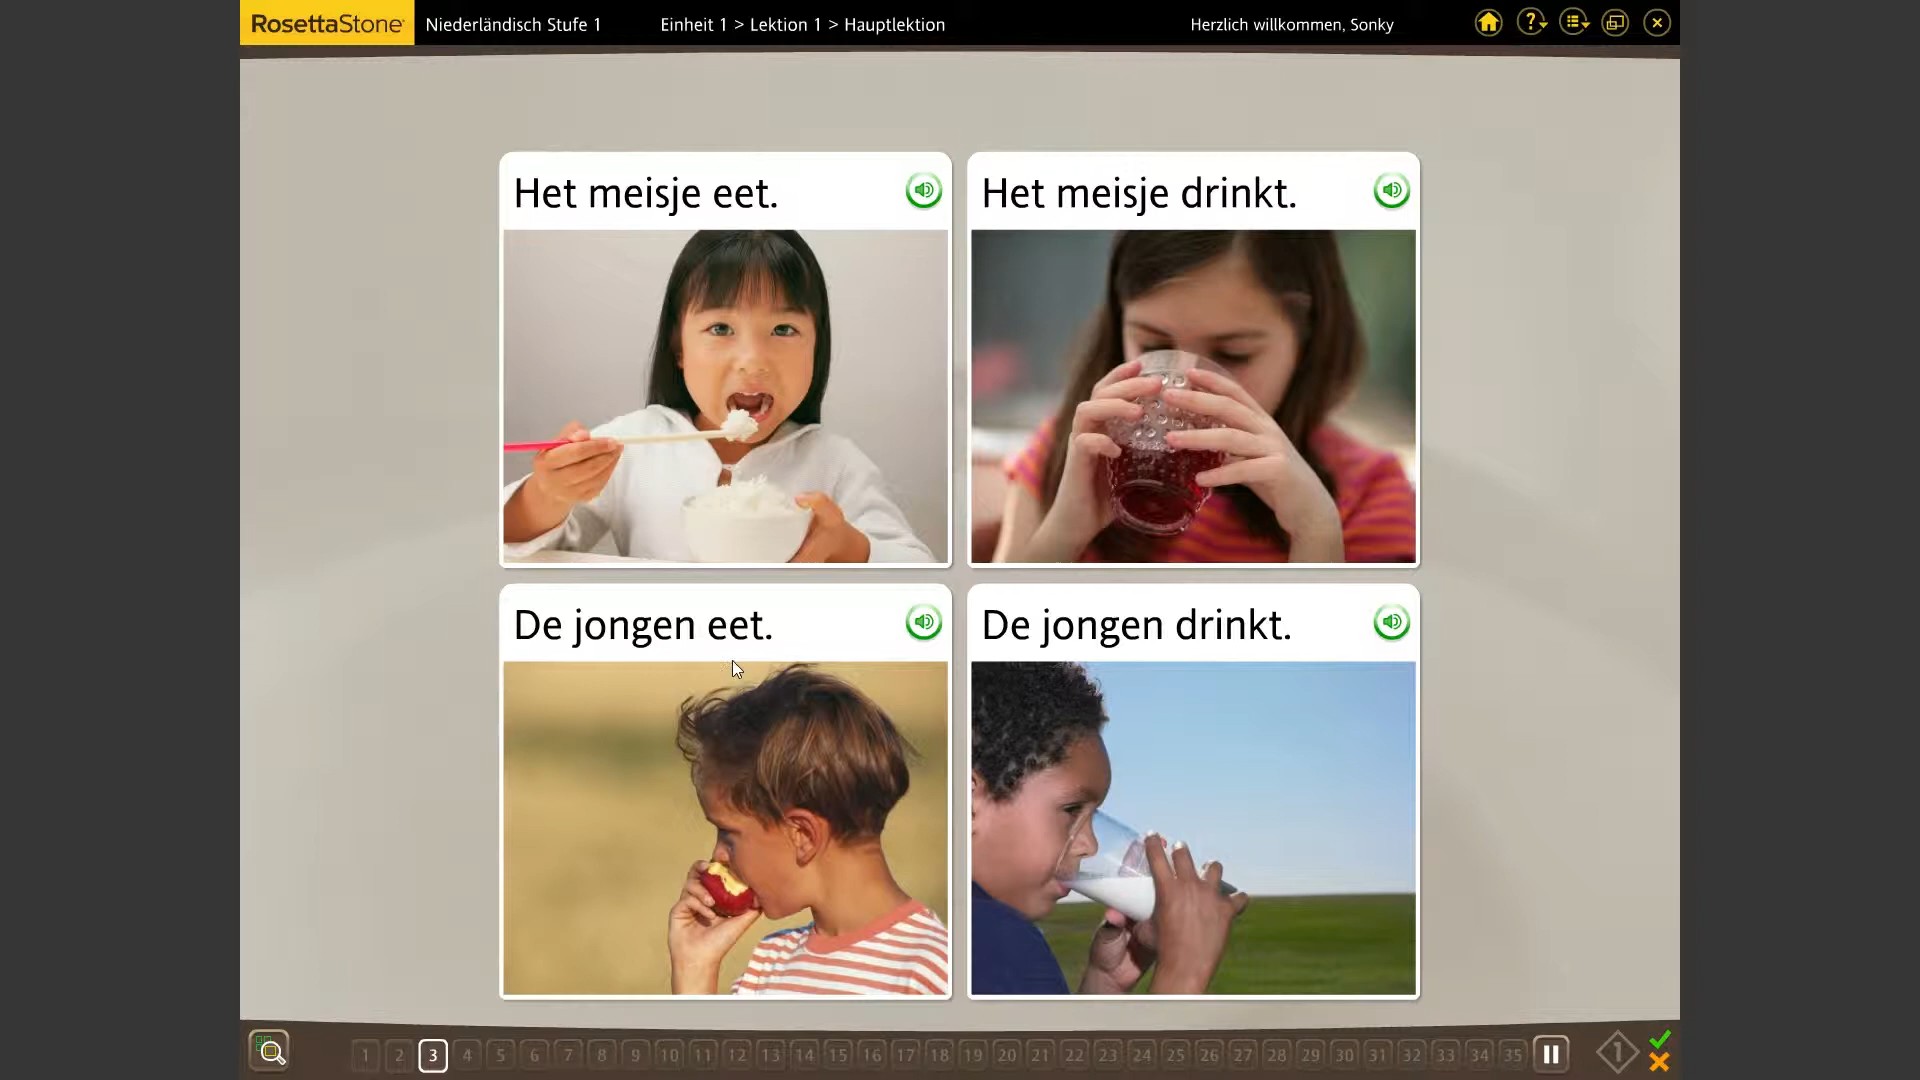 RosettaStone Niederländisch Stufe 1 Einheit 1 > Lektion 1 > Hauptlektion Herzlich willkommen, Sonky
Het meisje eet. Het meisje drinkt.
De jongen eet. De jongen drinkt.
1 2 3 4 5 6 7 8 9 10 11 12 13 14 15 16 17 18 19 20 21 22 23 24 25 26 27 28 29 30 31 32 33 34 35 1